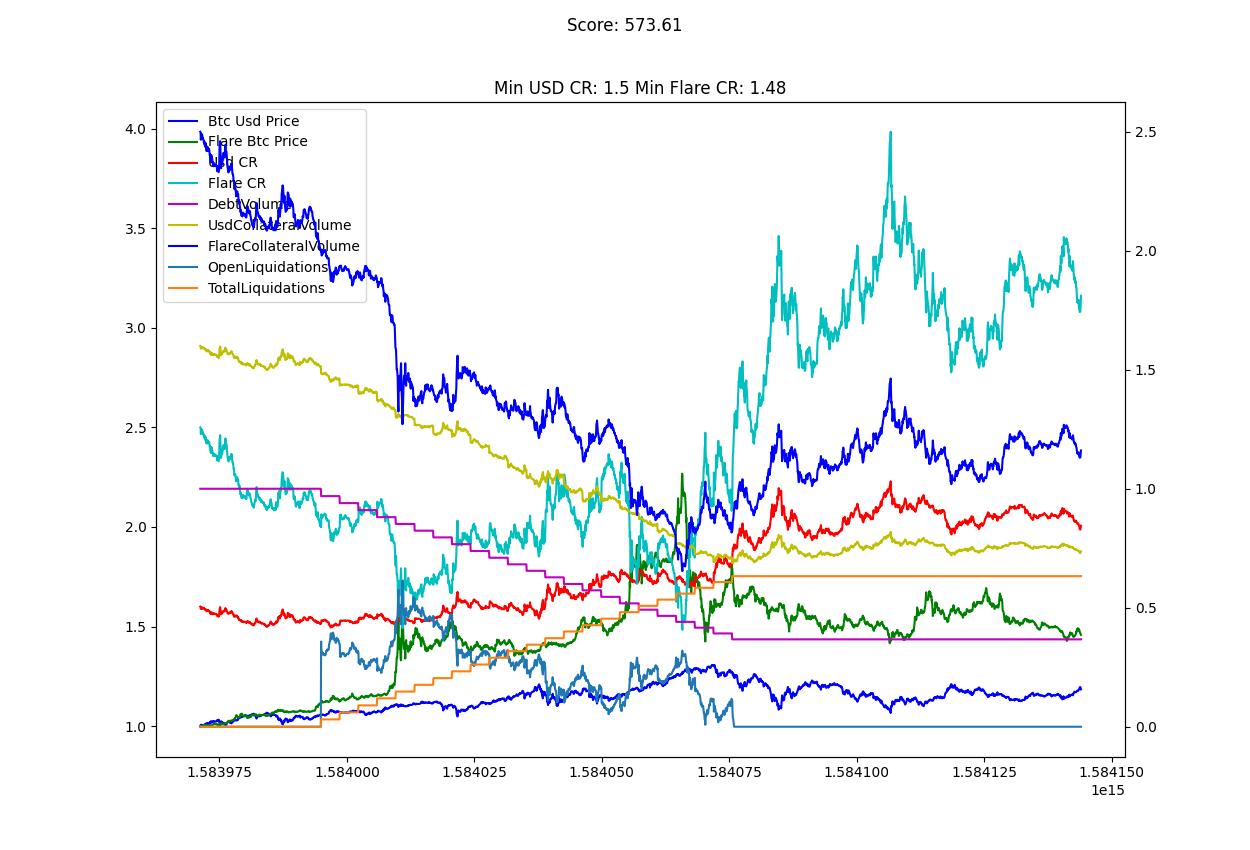 Score: 573.61
Min USD CR: 1.5 Min Flare CR: 1.48
4.0
3.5
3.0
2.5
2.0
1.5
1.0
Btc Usd Price
Flare Btc Price
Usd CR
Flare CR
DebtVolume
UsdCollateralVolume
FlareCollateralVolume
OpenLiquidations
TotalLiquidations
2.5
2.0
1.5
1.0
0.5
0.0
1.583975 1.584000 1.584025 1.584050 1.584075 1.584100 1.584125 1.584150
1e15